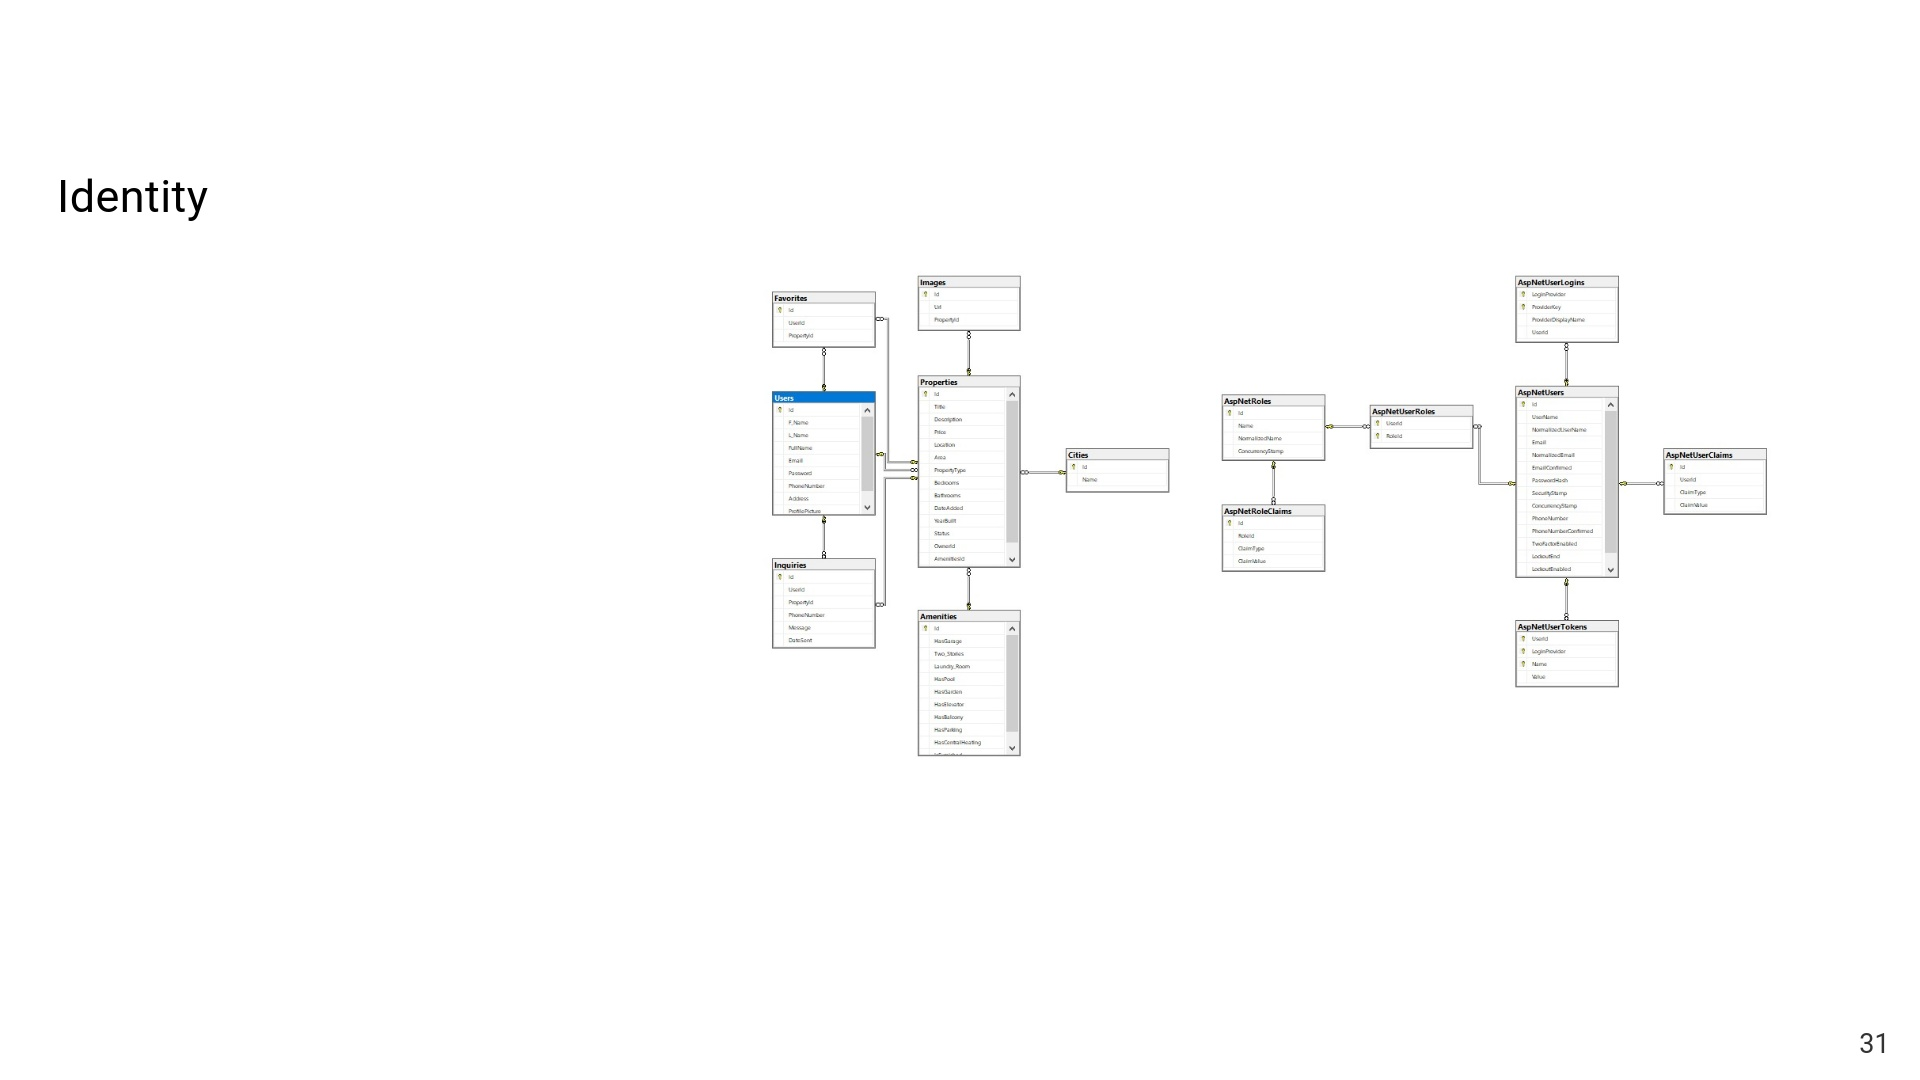 Identity
Favorites
Id
UserId
PropertyId
Users
Id
F_Name
L_Name
FullName
Email
Password
PhoneNumber
Address
ProfilePicture
Inquiries
Id
UserId
PropertyId
PhoneNumber
Message
DateSent
Images
Id
Url
PropertyId
Properties
Id
Title
Description
Price
Location
Area
PropertyType
Bedrooms
Bathrooms
DateAdded
YearBuilt
Status
OwnerId
AmenitiesId
Amenities
Id
HasGarage
Two_Stories
Laundry_Room
HasPool
HasGarden
HasElevator
HasBalcony
HasParking
HasCentralHeating
Cities
Id
Name
AspNetRoles
Id
Name
NormalizedName
ConcurrencyStamp
AspNetRoleClaims
Id
RoleId
ClaimType
ClaimValue
AspNetUserRoles
UserId
RoleId
AspNetUserLogins
LoginProvider
ProviderKey
ProviderDisplayName
UserId
AspNetUsers
Id
UserName
NormalizedUserName
Email
NormalizedEmail
EmailConfirmed
PasswordHash
SecurityStamp
ConcurrencyStamp
PhoneNumber
PhoneNumberConfirmed
TwoFactorEnabled
LockoutEnd
LockoutEnabled
AspNetUserTokens
UserId
LoginProvider
Name
Value
AspNetUserClaims
Id
UserId
ClaimType
ClaimValue
31